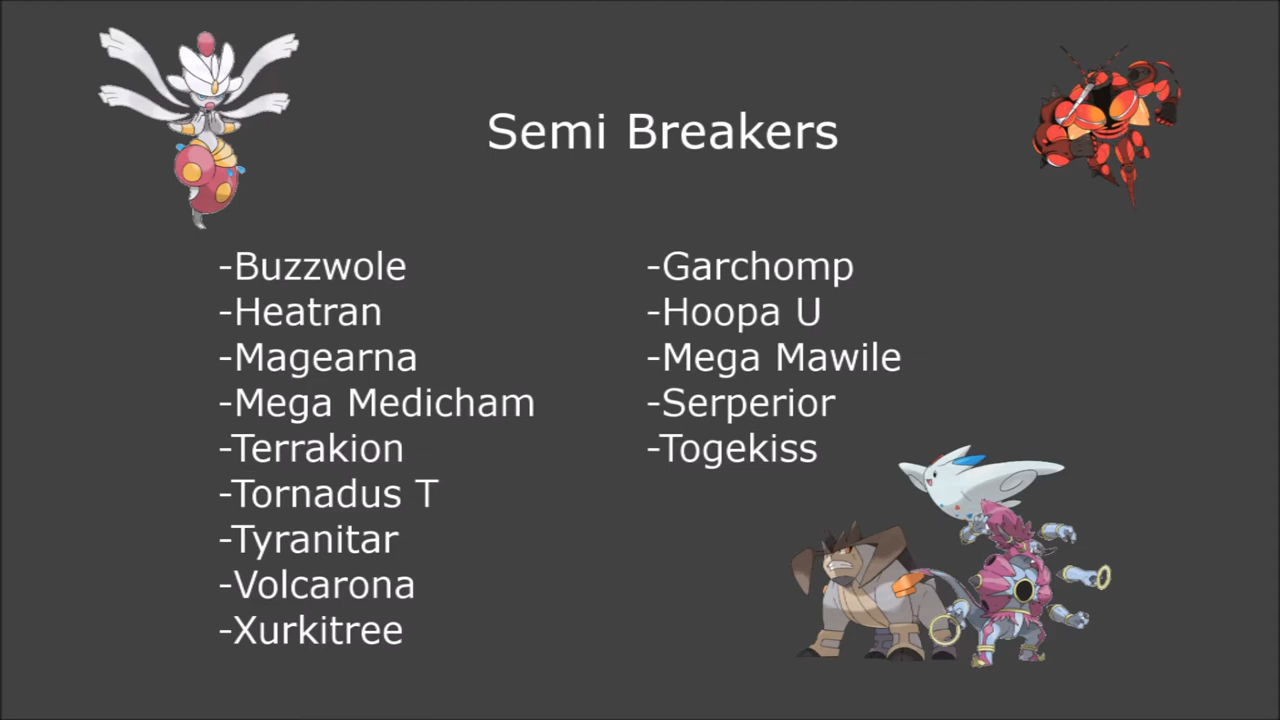 Semi Breakers
-Buzzwole
-Heatran
-Magearna
-Mega Medicham
-Terrakion
-Tornadus T
-Tyranitar
-Volcarona
-Xurkitree
-Garchomp
-Hoopa U
-Mega Mawile
-Serperior
-Togekiss